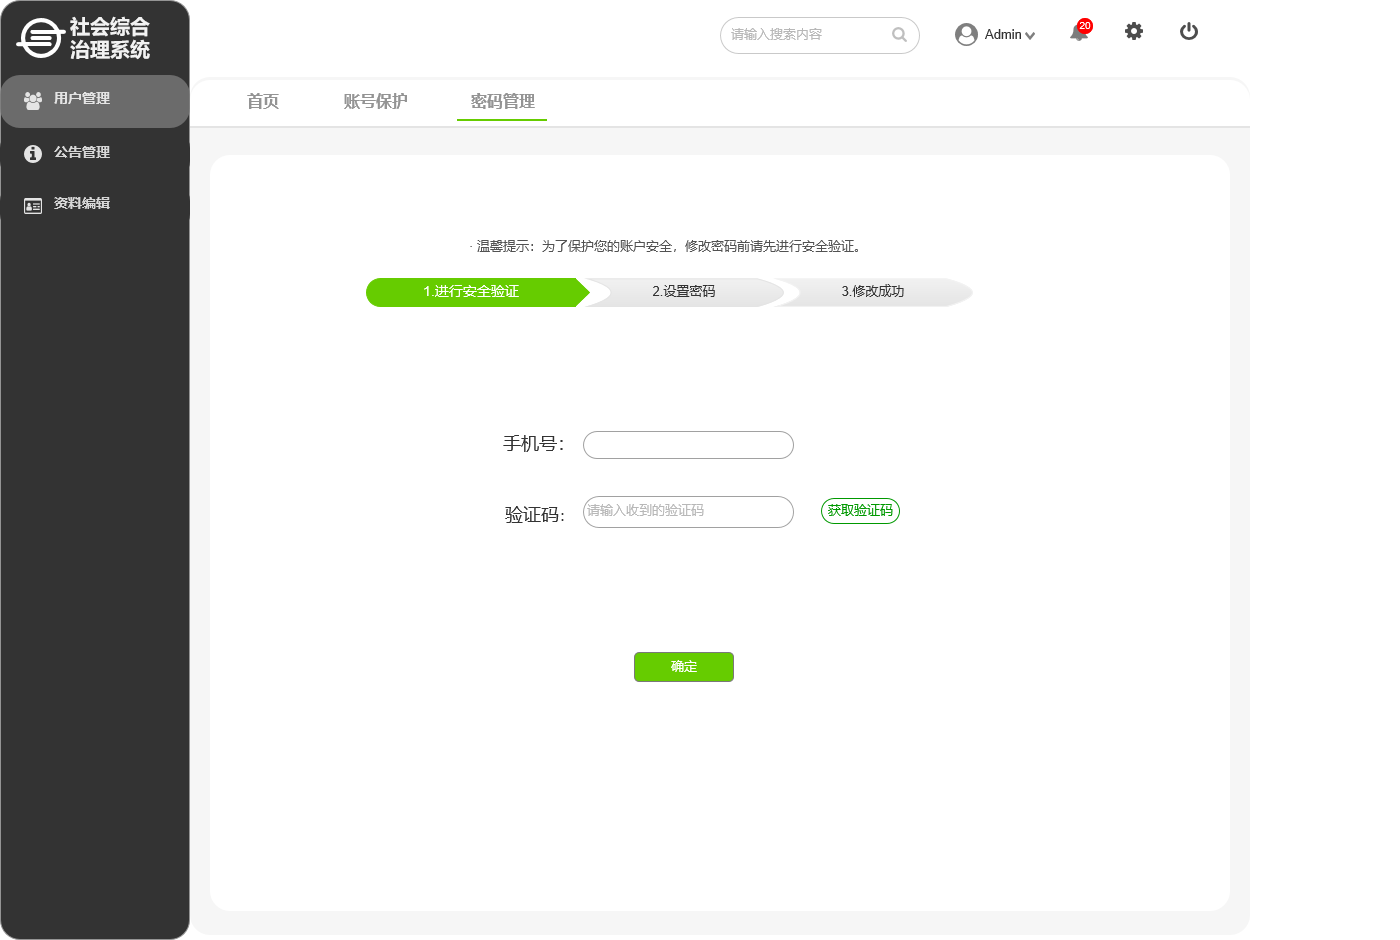 社会综合
治理系统
请输入搜索内容
Admin
20
用户管理
公告管理
资料编辑
首页
账号保护
密码管理
· 温馨提示：为了保护您的账户安全，修改密码前请先进行安全验证。
1.进行安全验证
2.设置密码
3.修改成功
手机号：
验证码：
请输入收到的验证码
获取验证码
确定